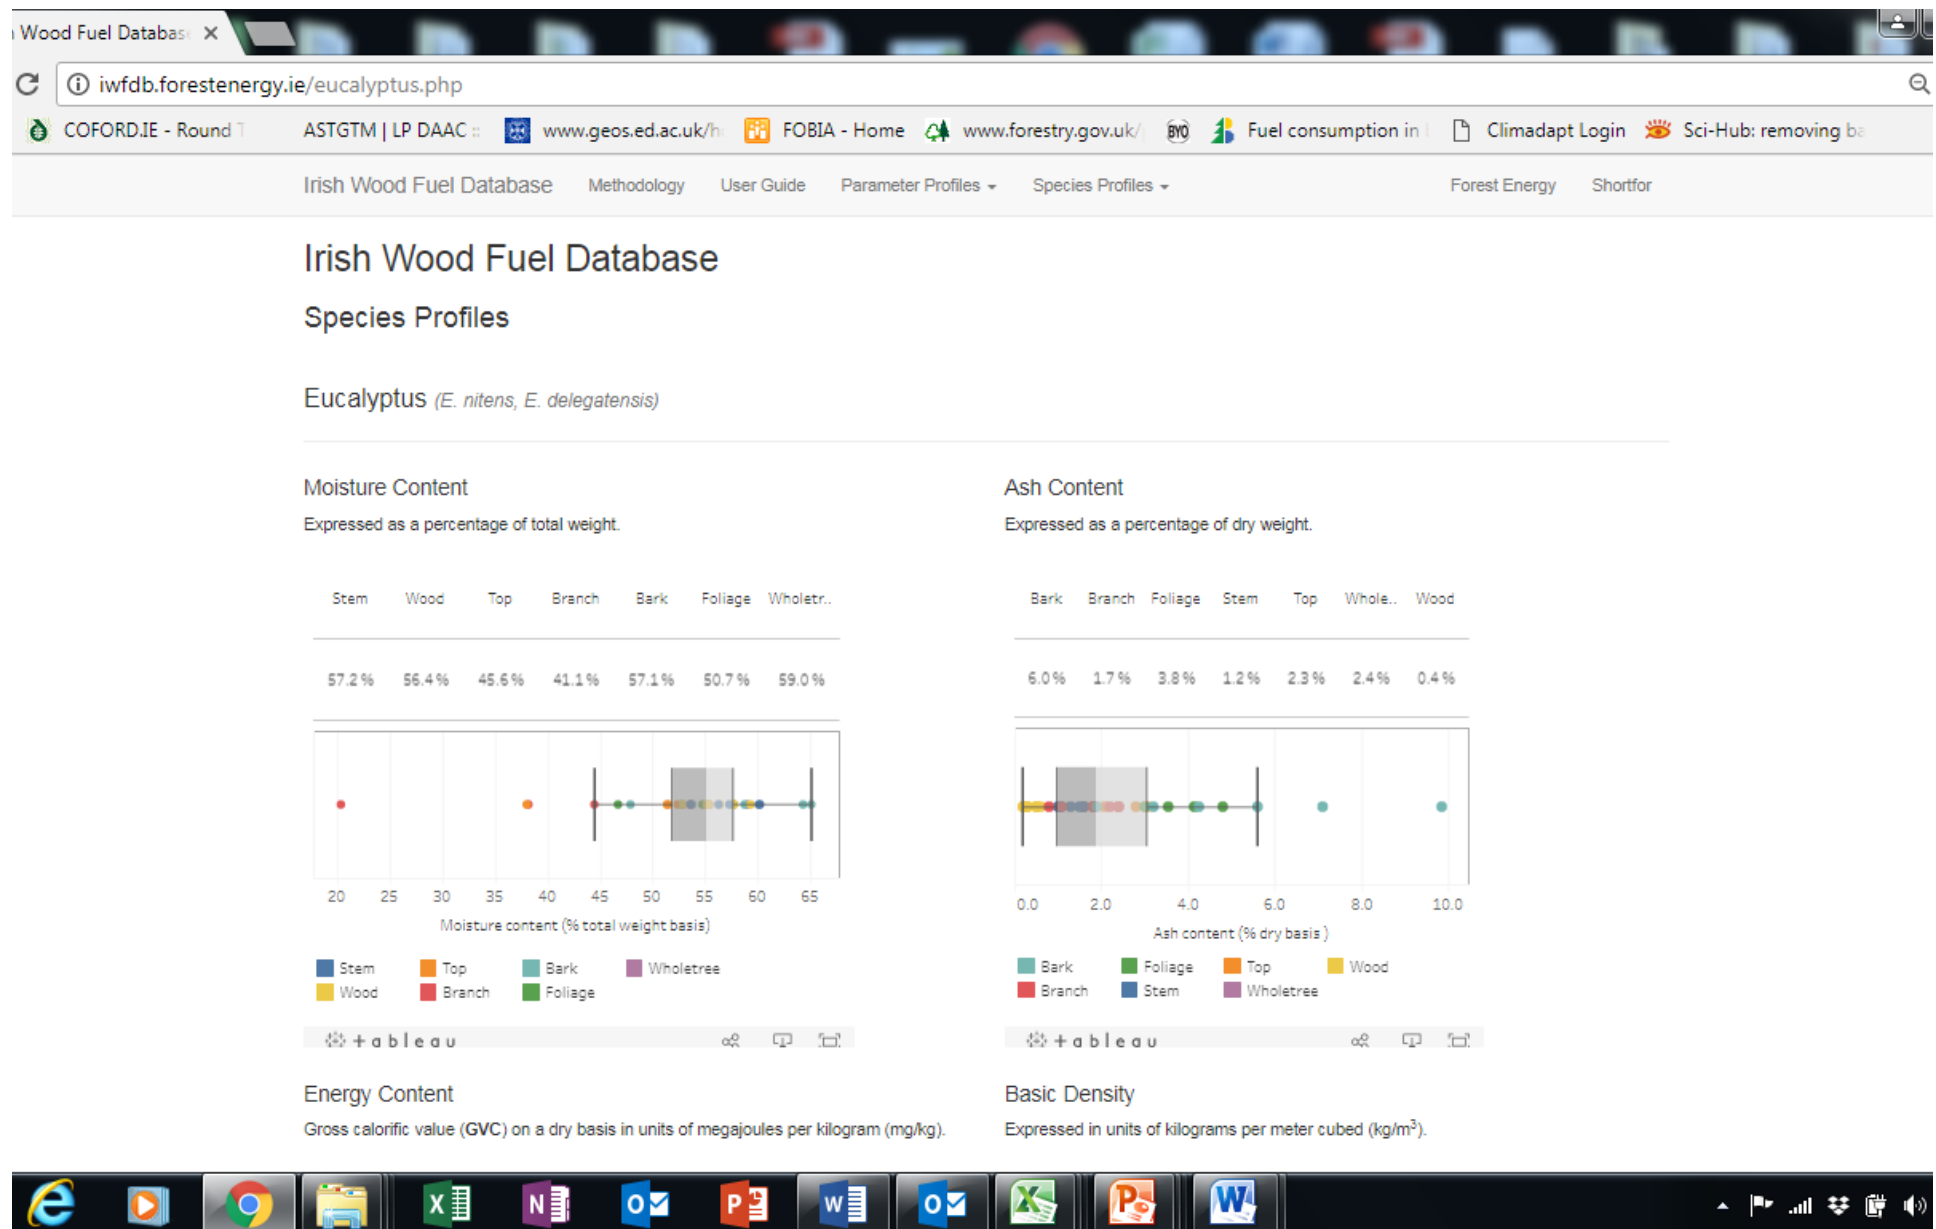 Wood Fuel Databas
iwfdb.forestenergy.ie/eucalyptus.php
COFORD.IE - Round
ASTGTM | LP DAAC ::
www.geos.ed.ac.uk/h
FOBIA - Home
www.forestry.gov.uk/
BYO
Fuel consumption in
Climadapt Login
Sci-Hub: removing ba
Irish Wood Fuel Database
Methodology
User Guide
Parameter Profiles
Species Profiles
Forest Energy
Shortfor
Irish Wood Fuel Database
Species Profiles
Eucalyptus (E. nitens, E. delegatensis)
Moisture Content
Expressed as a percentage of total weight.
Stem Wood Top Branch Bark Foliage Wholetr..
57.2% 56.4% 45.6% 41.1% 57.1% 50.7% 59.0%
20 25 30 35 40 45 50 55 60 65
Moisture content (% total weight basis)
Stem Top Bark Wholetree
Wood Branch Foliage
+ a b l e a u
Ash Content
Expressed as a percentage of dry weight.
Bark Branch Foliage Stem Top Whole.. Wood
6.0% 1.7% 3.8% 1.2% 2.3% 2.4% 0.4%
0.0 2.0 4.0 6.0 8.0 10.0
Ash content (% dry basis )
Bark Foliage Top Wood
Branch Stem Wholetree
+ a b l e a u
Energy Content
Gross calorific value (GVC) on a dry basis in units of megajoules per kilogram (mg/kg).
Basic Density
Expressed in units of kilograms per meter cubed (kg/m³).